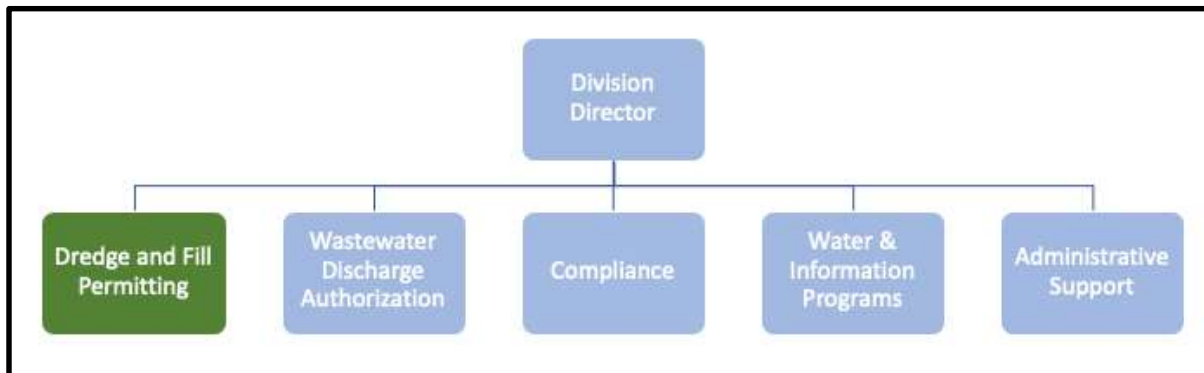 Division
Director
Dredge and Fill
Permitting
Wastewater
Discharge
Authorization
Compliance
Water &
Information
Programs
Administrative
Support